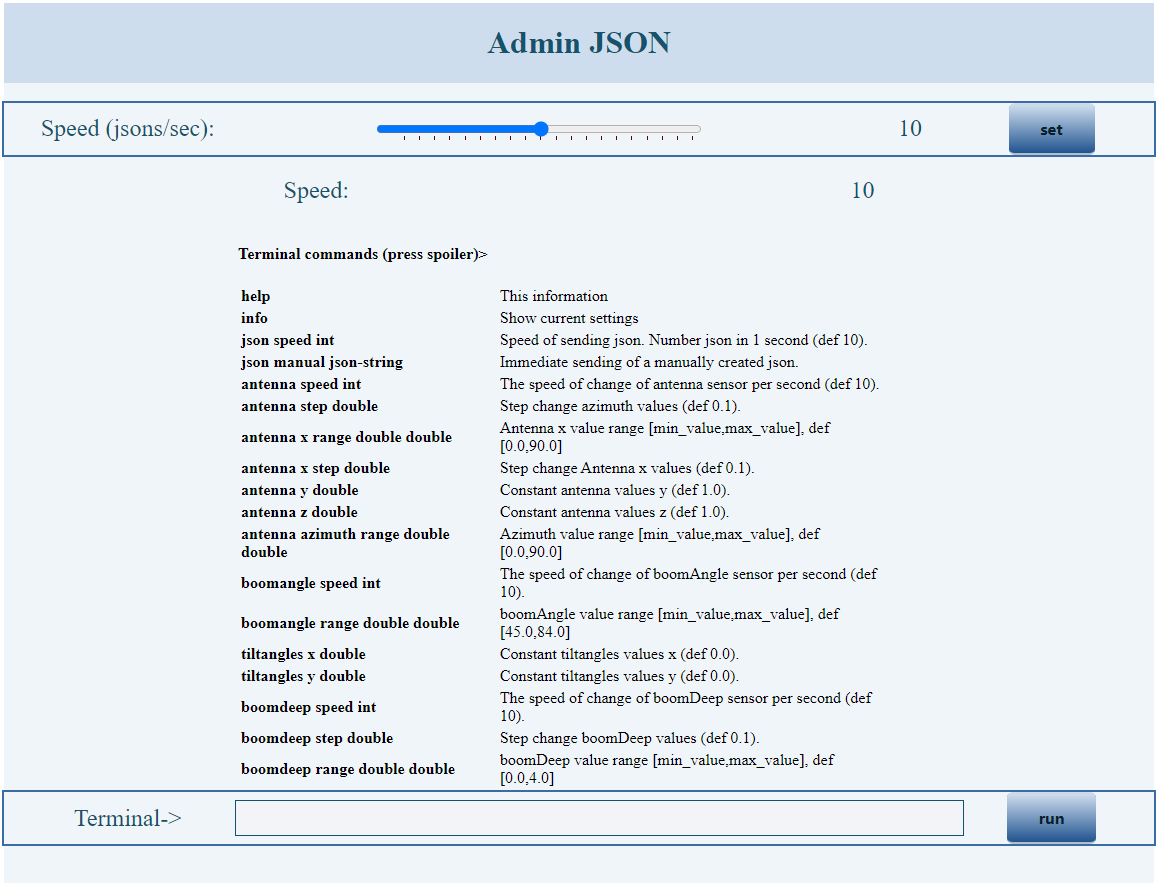 Admin JSON
Speed (jsons/sec): 10 set
Speed: 10
Terminal commands (press spoiler)>
help This information
info Show current settings
json speed int Speed of sending json. Number json in 1 second (def 10).
json manual json-string Immediate sending of a manually created json.
antenna speed int The speed of change of antenna sensor per second (def 10).
antenna step double Step change azimuth values (def 0.1).
antenna x range double double Antenna x value range [min_value,max_value], def
[0.0,90.0]
antenna x step double Step change Antenna x values (def 0.1).
antenna y double Constant antenna values y (def 1.0).
antenna z double Constant antenna values z (def 1.0).
antenna azimuth range double Azimuth value range [min_value,max_value], def
double [0.0,90.0]
boomangle speed int The speed of change of boomAngle sensor per second (def
10).
boomangle range double double boomAngle value range [min_value,max_value], def
[45.0,84.0]
tiltangles x double Constant tiltangles values x (def 0.0).
tiltangles y double Constant tiltangles values y (def 0.0).
boomdeep speed int The speed of change of boomDeep sensor per second (def
10).
boomdeep step double Step change boomDeep values (def 0.1).
boomdeep range double double boomDeep value range [min_value,max_value], def
[0.0,4.0]
Terminal-> run